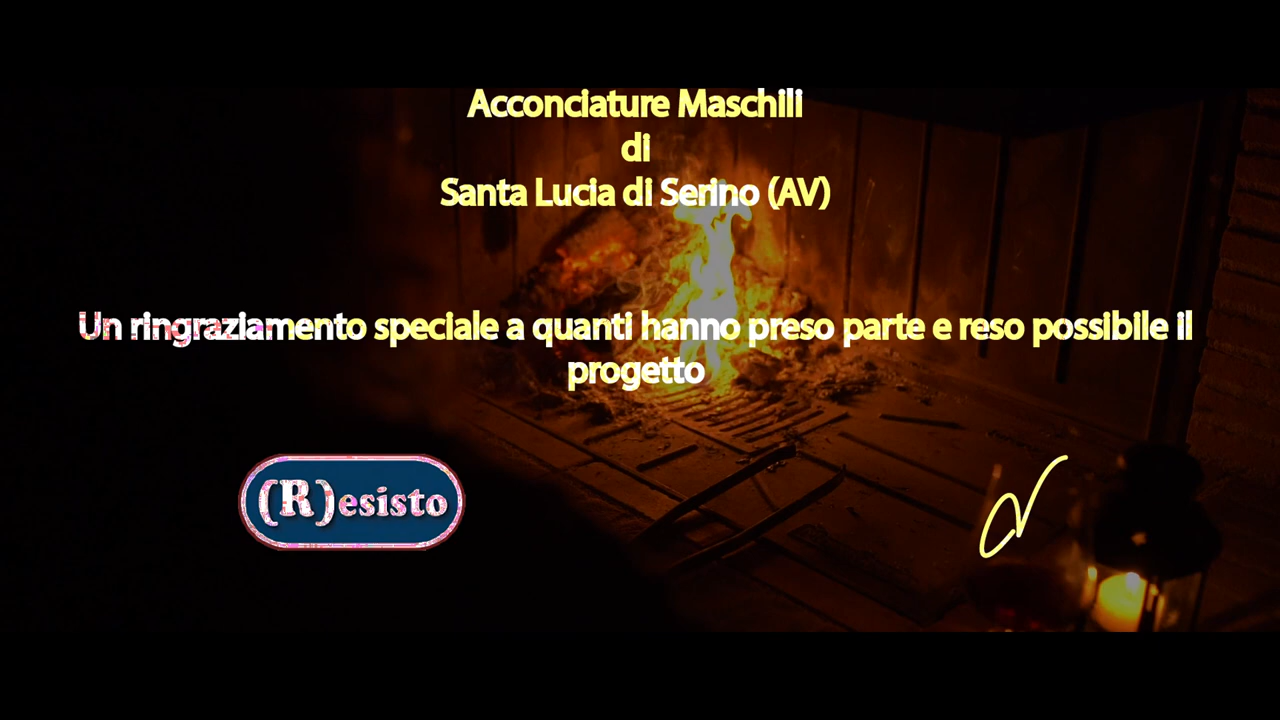 Acconciature Maschili
di
Santa Lucia di Serino (AV)
Un ringraziamento speciale a quanti hanno preso parte e reso possibile il
progetto
(R)esisto